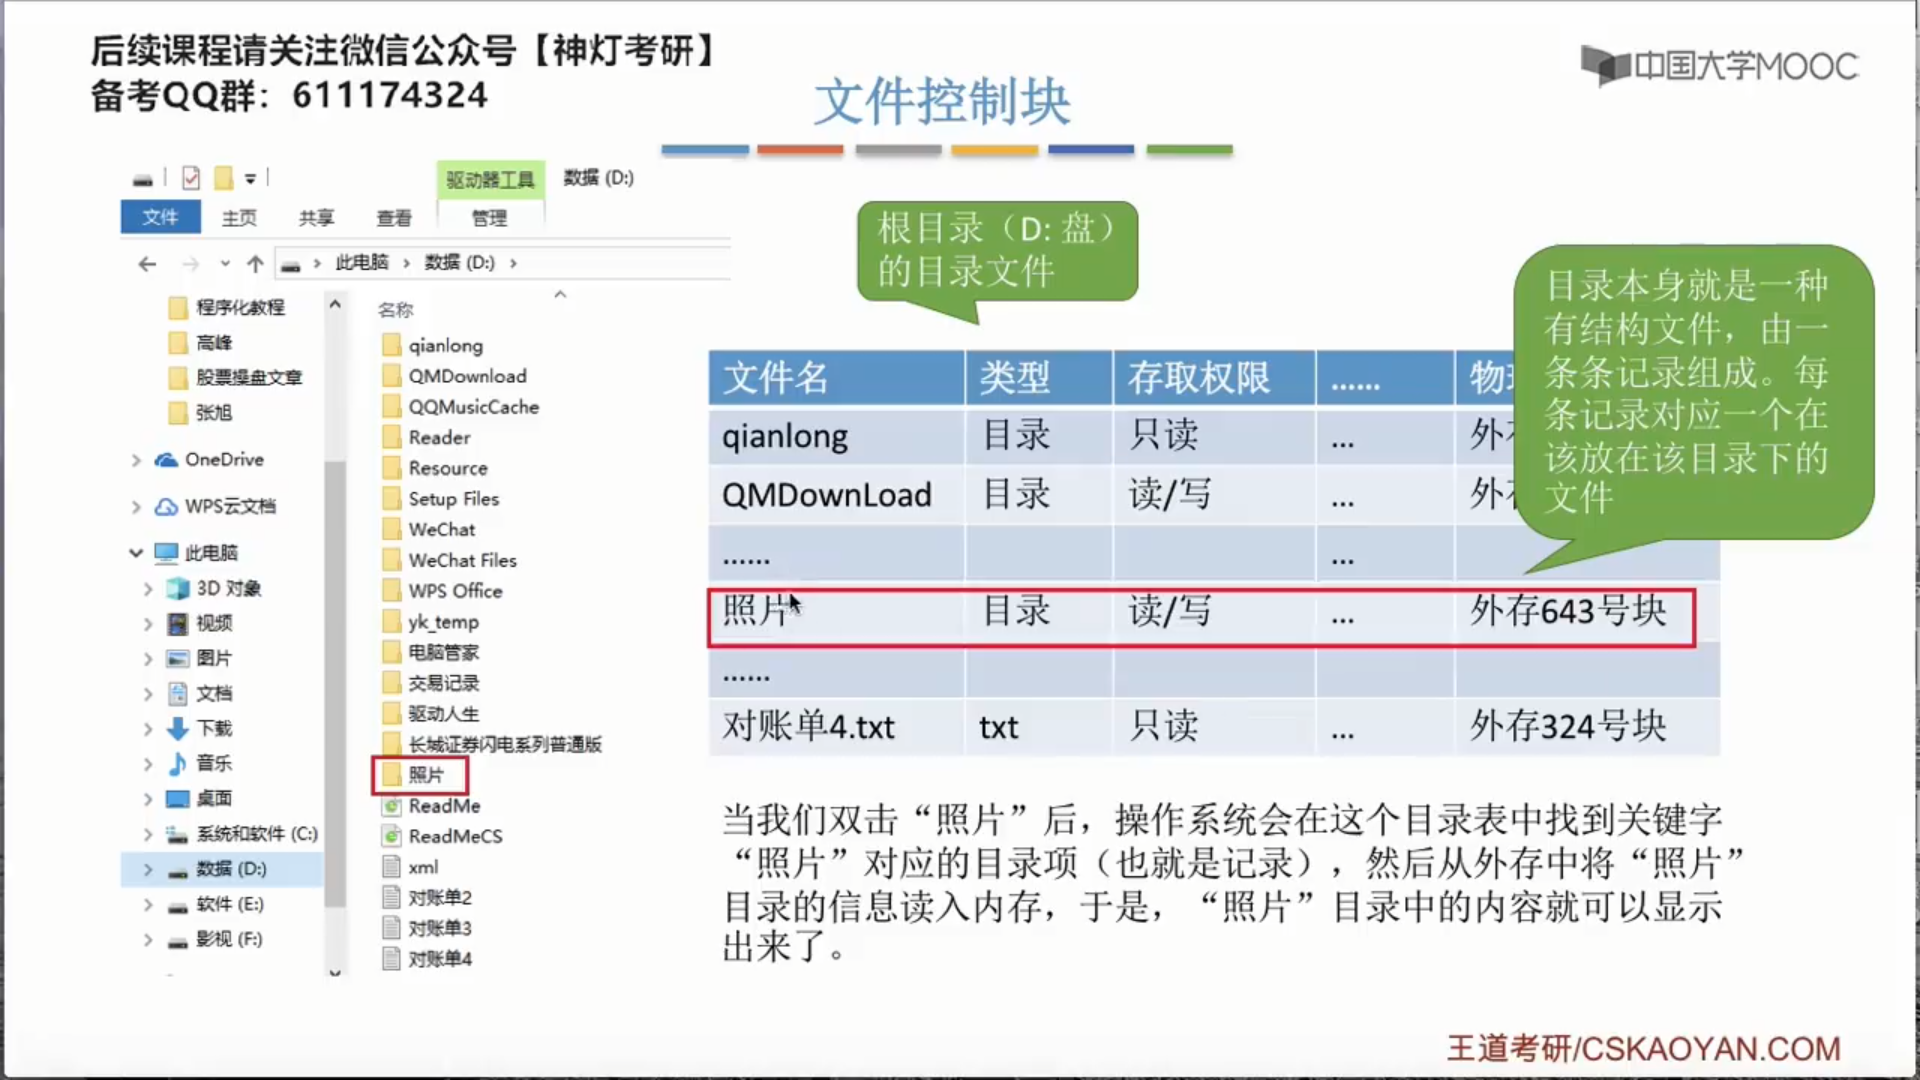 后续课程请关注微信公众号【神灯考研】
备考QQ群：611174324
中国大学MOOC
文件控制块
驱动器工具
数据 (D:)
文件
主页
共享
查看
管理
此电脑
数据 (D:)
程序化教程
高峰
股票操盘文章
张旭
OneDrive
WPS云文档
此电脑
3D 对象
视频
图片
文档
下载
音乐
桌面
系统和软件 (C:)
数据 (D:)
软件 (E:)
影视 (F:)
名称
qianlong
QMDownload
QQMusicCache
Reader
Resource
Setup Files
WeChat
WeChat Files
WPS Office
yk_temp
电脑管家
交易记录
驱动人生
长城证券闪电系列普通版
照片
ReadMe
ReadMeCS
xml
对账单2
对账单3
对账单4
根目录（D: 盘）
的目录文件
目录本身就是一种
有结构文件，由一
条条记录组成。每
条记录对应一个在
该放在该目录下的
文件
文件名 类型 存取权限 …… 物
qianlong 目录 只读 … 外
QMDownLoad 目录 读/写 … 外
…… …
照片 目录 读/写 … 外存643号块
……
对账单4.txt txt 只读 … 外存324号块
当我们双击“照片”后，操作系统会在这个目录表中找到关键字
“照片”对应的目录项（也就是记录），然后从外存中将“照片”
目录的信息读入内存，于是，“照片”目录中的内容就可以显示
出来了。
王道考研/CSKAOYAN.COM